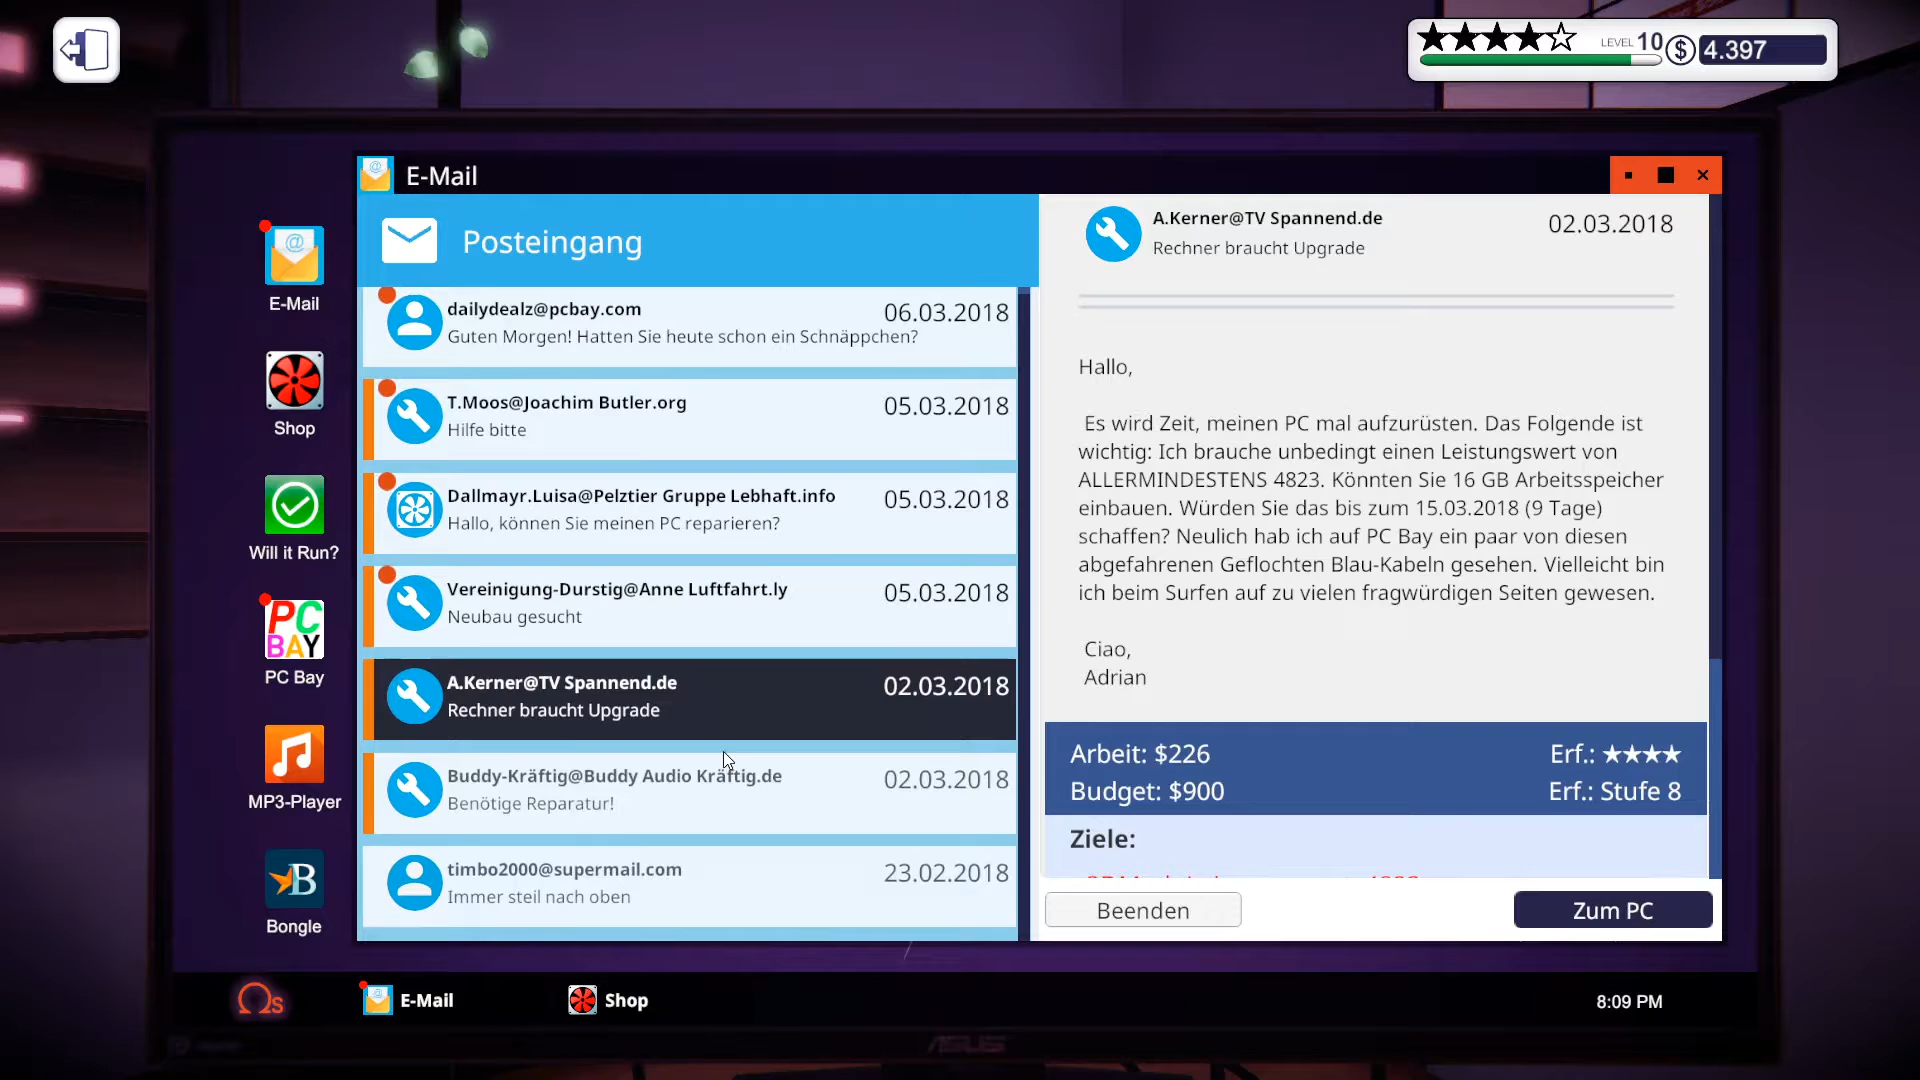 LEVEL 10
$ 4.397
E-Mail
Posteingang
E-Mail
Shop
Will it Run?
PC BAY
PC Bay
MP3-Player
B
Bongle
dailydealz@pcbay.com 06.03.2018
Guten Morgen! Hatten Sie heute schon ein Schnäppchen?
T.Moos@Joachim Butler.org 05.03.2018
Hilfe bitte
Dallmayr.Luisa@Pelztier Gruppe Lebhaft.info 05.03.2018
Hallo, können Sie meinen PC reparieren?
Vereinigung-Durstig@Anne Luftfahrt.ly 05.03.2018
Neubau gesucht
A.Kerner@TV Spannend.de 02.03.2018
Rechner braucht Upgrade
Buddy-Kräftig@Buddy Audio Kräftig.de 02.03.2018
Benötige Reparatur!
timbo2000@supermail.com 23.02.2018
Immer steil nach oben
A.Kerner@TV Spannend.de 02.03.2018
Rechner braucht Upgrade
Hallo,
Es wird Zeit, meinen PC mal aufzurüsten. Das Folgende ist
wichtig: Ich brauche unbedingt einen Leistungswert von
ALLERMINDESTENS 4823. Könnten Sie 16 GB Arbeitsspeicher
einbauen. Würden Sie das bis zum 15.03.2018 (9 Tage)
schaffen? Neulich hab ich auf PC Bay ein paar von diesen
abgefahrenen Geflochten Blau-Kabeln gesehen. Vielleicht bin
ich beim Surfen auf zu vielen fragwürdigen Seiten gewesen.
Ciao,
Adrian
Arbeit: $226 Erf.: ★★★★
Budget: $900 Erf.: Stufe 8
Ziele:
Beenden
Zum PC
Ωs
E-Mail
Shop
8:09 PM
ASUS